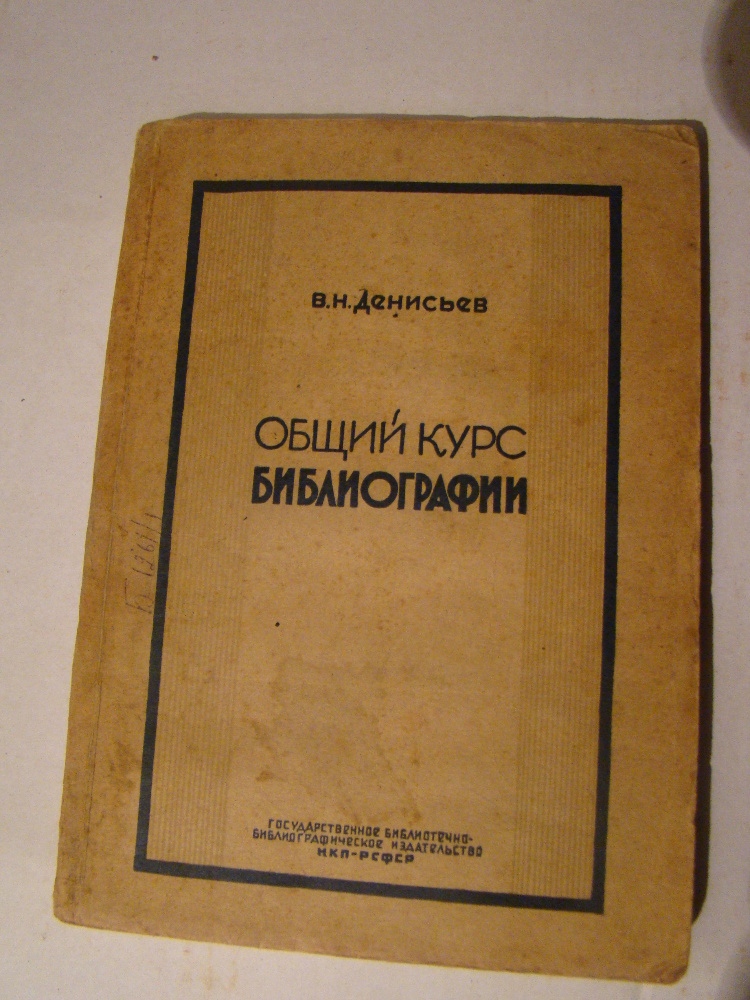 В.Н. Денисьев
ОБЩИЙ КУРС
БИБЛИОГРАФИИ
ГОСУДАРСТВЕННОЕ БИБЛИОТЕЧНО-
БИБЛИОГРАФИЧЕСКОЕ ИЗДАТЕЛЬСТВО
НКП-РСФСР